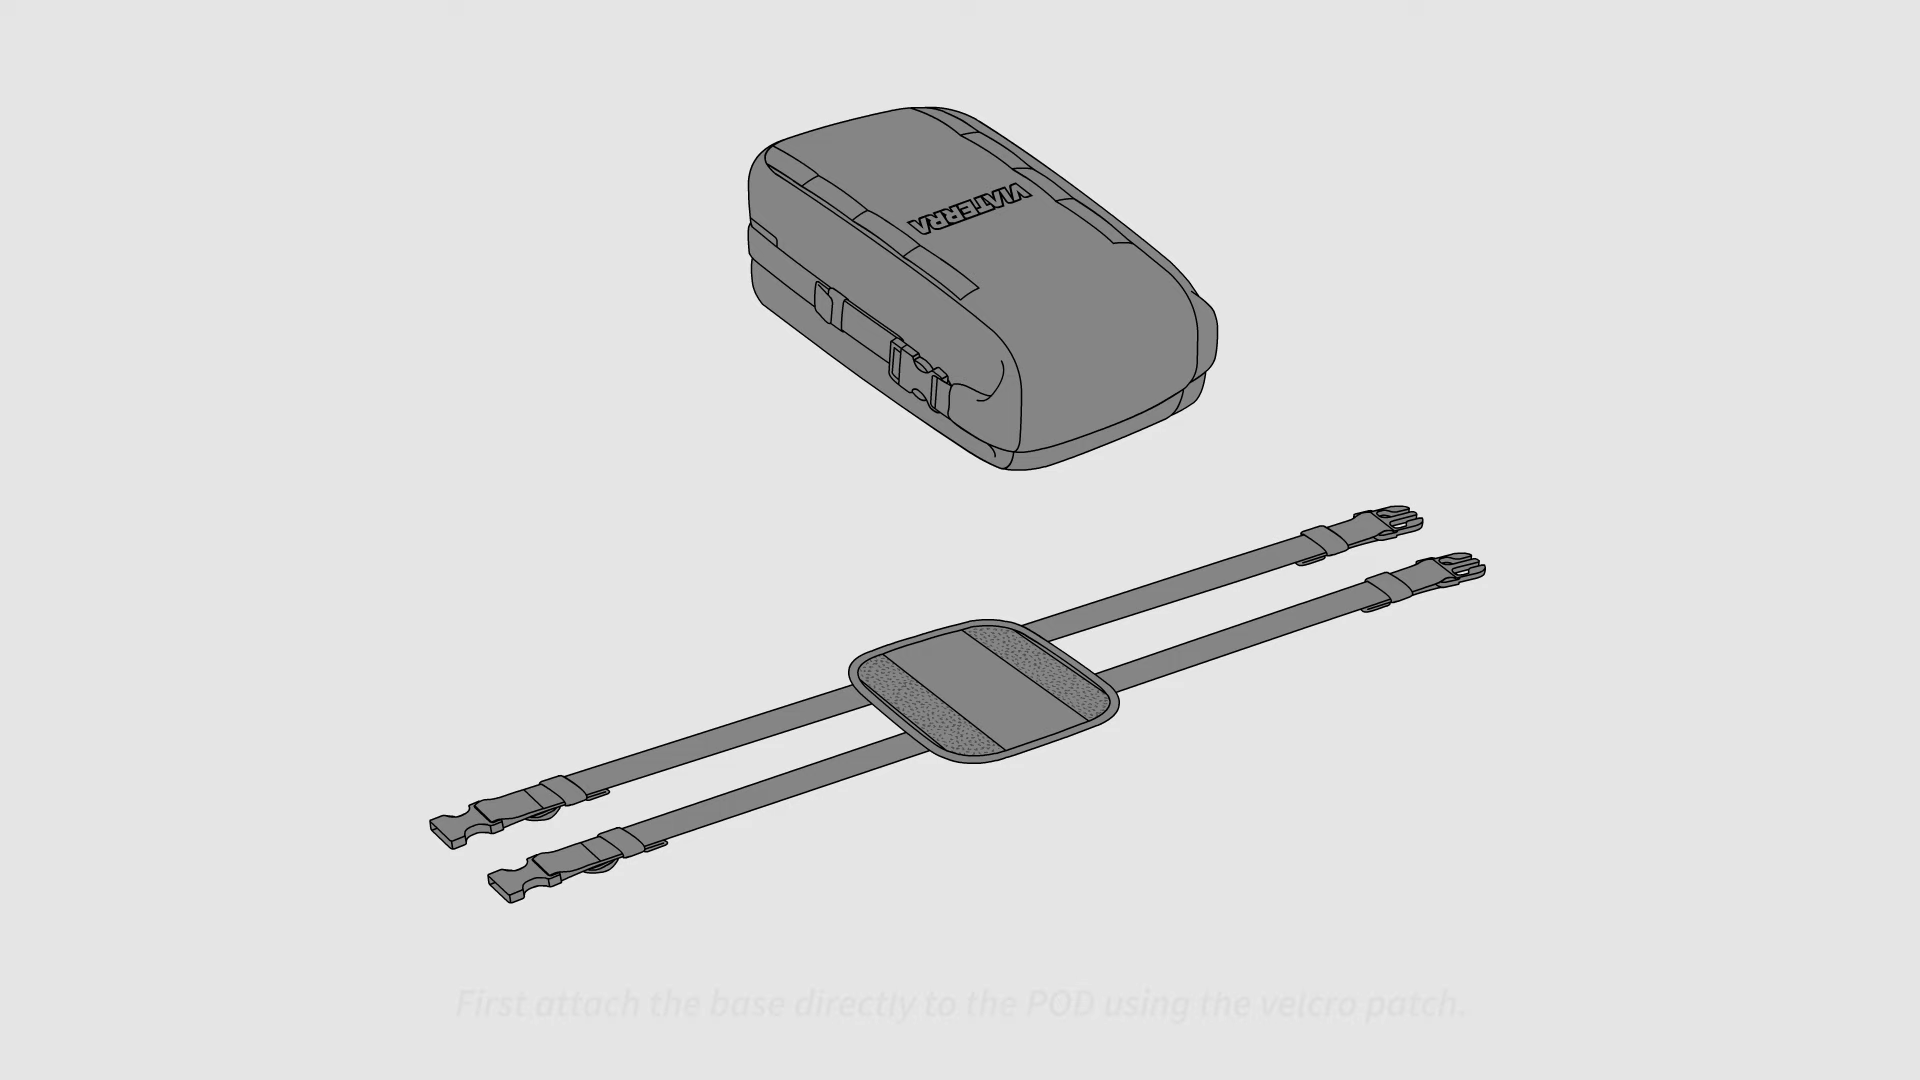 VIATERRA
First attach the base directly to the POD using the velcro patch.